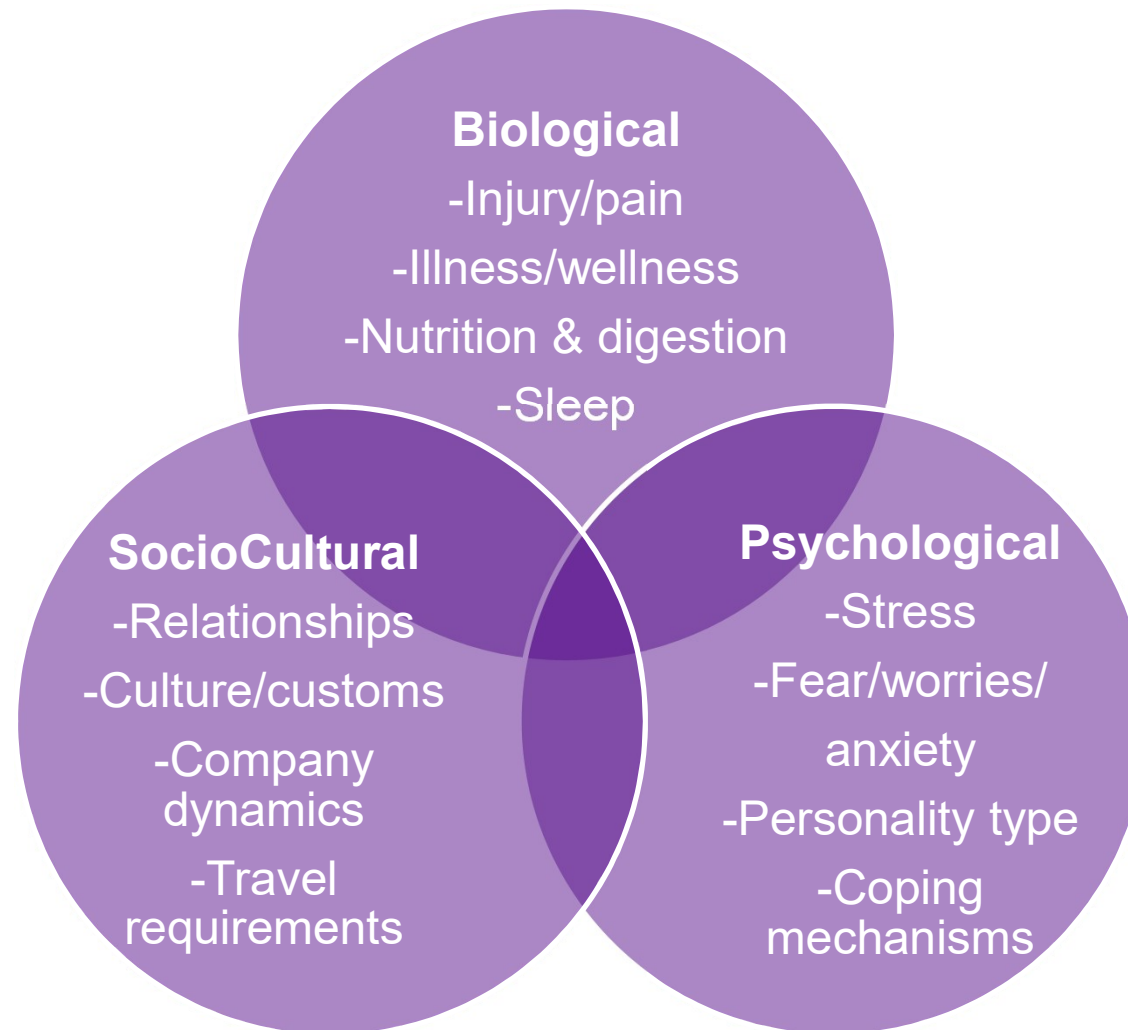 Biological
-Injury/pain
-Illness/wellness
-Nutrition & digestion
-Sleep
SocioCultural
-Relationships
-Culture/customs
-Company
dynamics
-Travel
requirements
Psychological
-Stress
-Fear/worries/
anxiety
-Personality type
-Coping
mechanisms